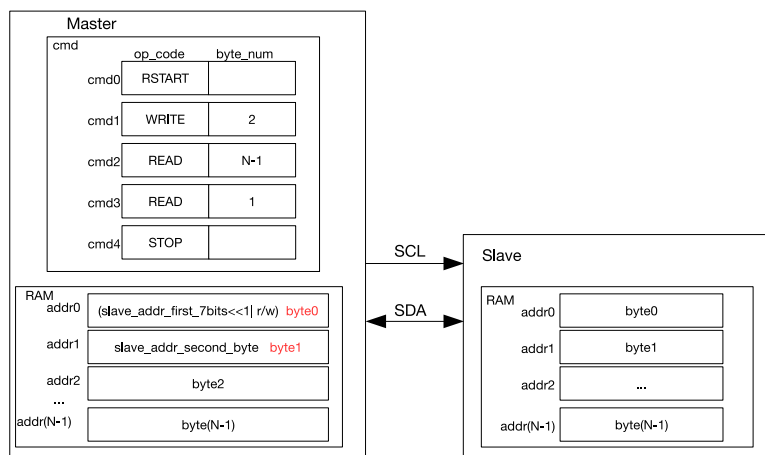 Master
cmd
op_code byte_num
cmd0 RSTART
cmd1 WRITE 2
cmd2 READ N-1
cmd3 READ 1
cmd4 STOP
RAM
addr0 (slave_addr_first_7bits<<1| r/w) byte0
addr1 slave_addr_second_byte byte1
addr2 byte2
...
addr(N-1) byte(N-1)
SCL
SDA
Slave
RAM
addr0 byte0
addr1 byte1
addr2 ...
addr(N-1) byte(N-1)